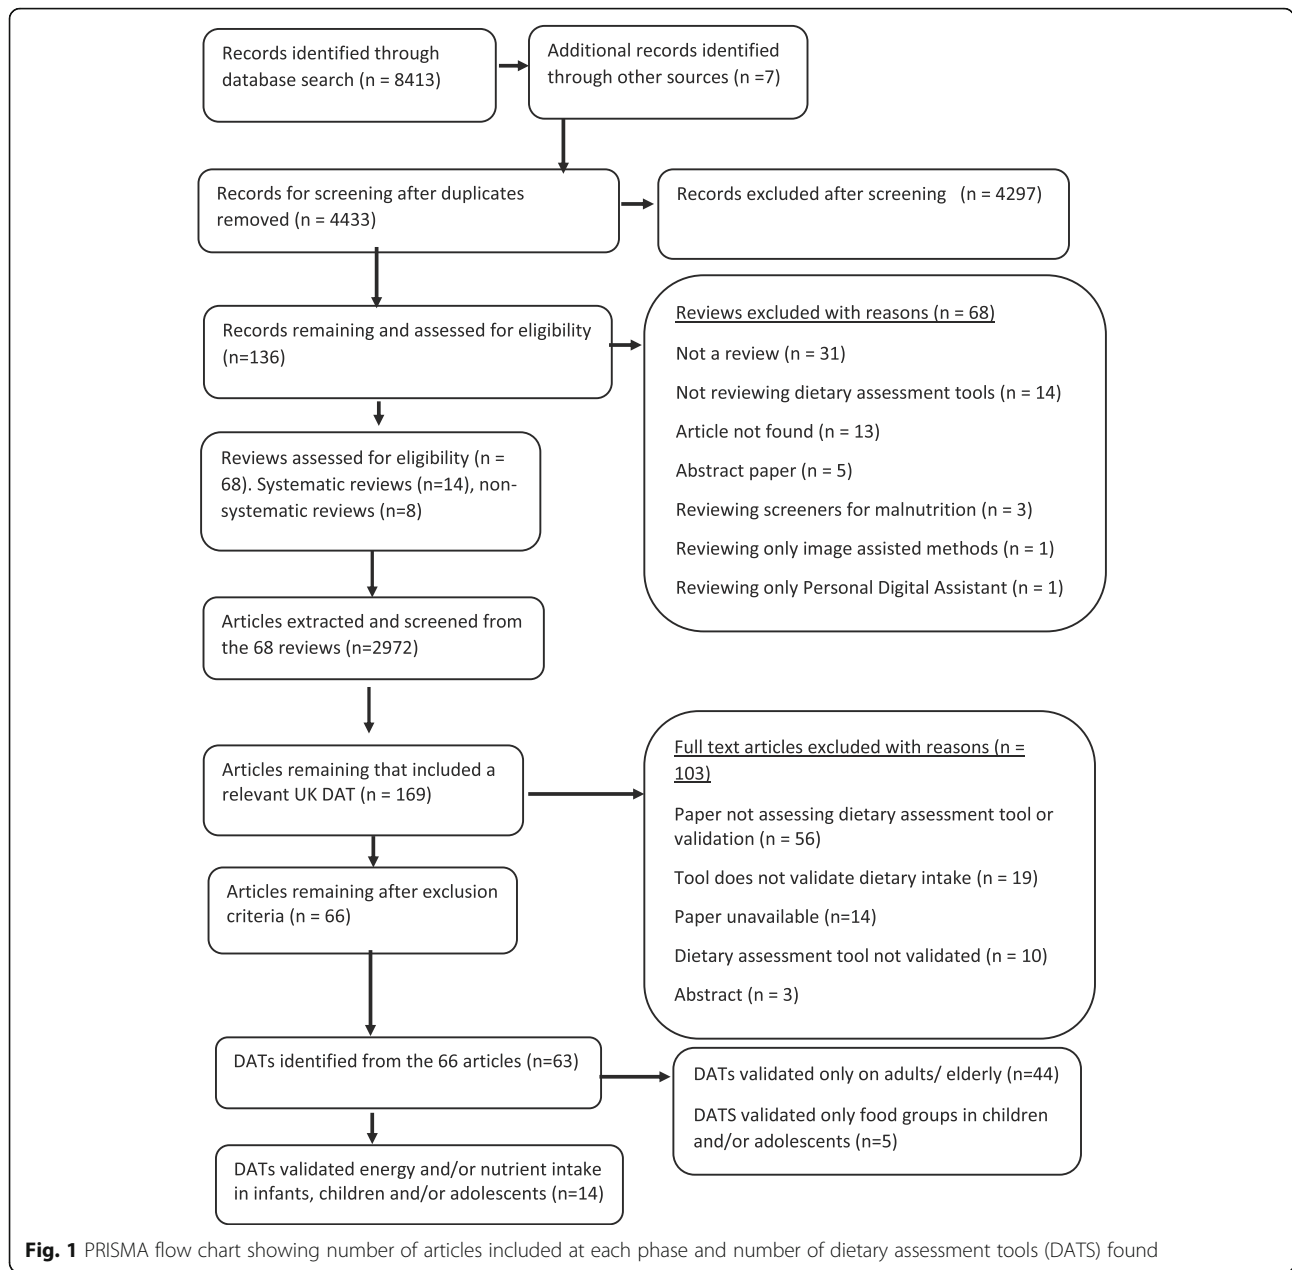 Records identified through
database search (n = 8413)
Additional records identified
through other sources (n =7)
Records for screening after duplicates
removed (n = 4433)
Records excluded after screening (n = 4297)
Records remaining and assessed for eligibility
(n=136)
Reviews excluded with reasons (n = 68)
Not a review (n = 31)
Not reviewing dietary assessment tools (n = 14)
Article not found (n = 13)
Abstract paper (n = 5)
Reviewing screeners for malnutrition (n = 3)
Reviewing only image assisted methods (n = 1)
Reviewing only Personal Digital Assistant (n = 1)
Reviews assessed for eligibility (n =
68). Systematic reviews (n=14), non-
systematic reviews (n=8)
Articles extracted and screened from
the 68 reviews (n=2972)
Articles remaining that included a
relevant UK DAT (n = 169)
Full text articles excluded with reasons (n =
103)
Paper not assessing dietary assessment tool or
validation (n = 56)
Tool does not validate dietary intake (n = 19)
Paper unavailable (n=14)
Dietary assessment tool not validated (n = 10)
Abstract (n = 3)
Articles remaining after exclusion
criteria (n = 66)
DATs identified from the 66 articles (n=63)
DATs validated only on adults/ elderly (n=44)
DATS validated only food groups in children
and/or adolescents (n=5)
DATs validated energy and/or nutrient intake
in infants, children and/or adolescents (n=14)
Fig. 1 PRISMA flow chart showing number of articles included at each phase and number of dietary assessment tools (DATS) found